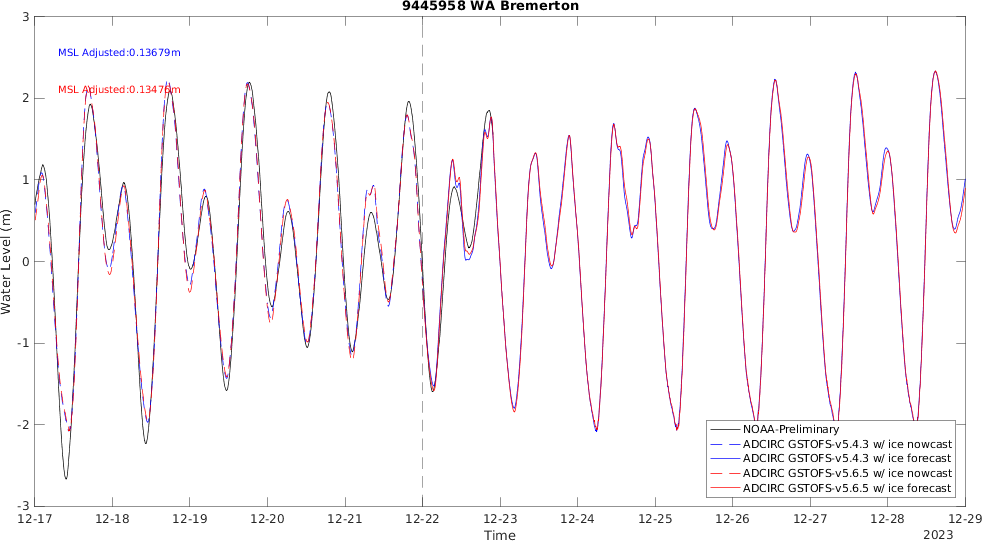 9445958 WA Bremerton
MSL Adjusted:0.13679m
MSL Adjusted:0.13476m
Water Level (m)
3
2
1
0
-1
-2
-3
NOAA-Preliminary
ADCIRC GSTOFS-v5.4.3 w/ ice nowcast
ADCIRC GSTOFS-v5.4.3 w/ ice forecast
ADCIRC GSTOFS-v5.6.5 w/ ice nowcast
ADCIRC GSTOFS-v5.6.5 w/ ice forecast
12-17 12-18 12-19 12-20 12-21 12-22 12-23 12-24 12-25 12-26 12-27 12-28 12-29
Time
2023